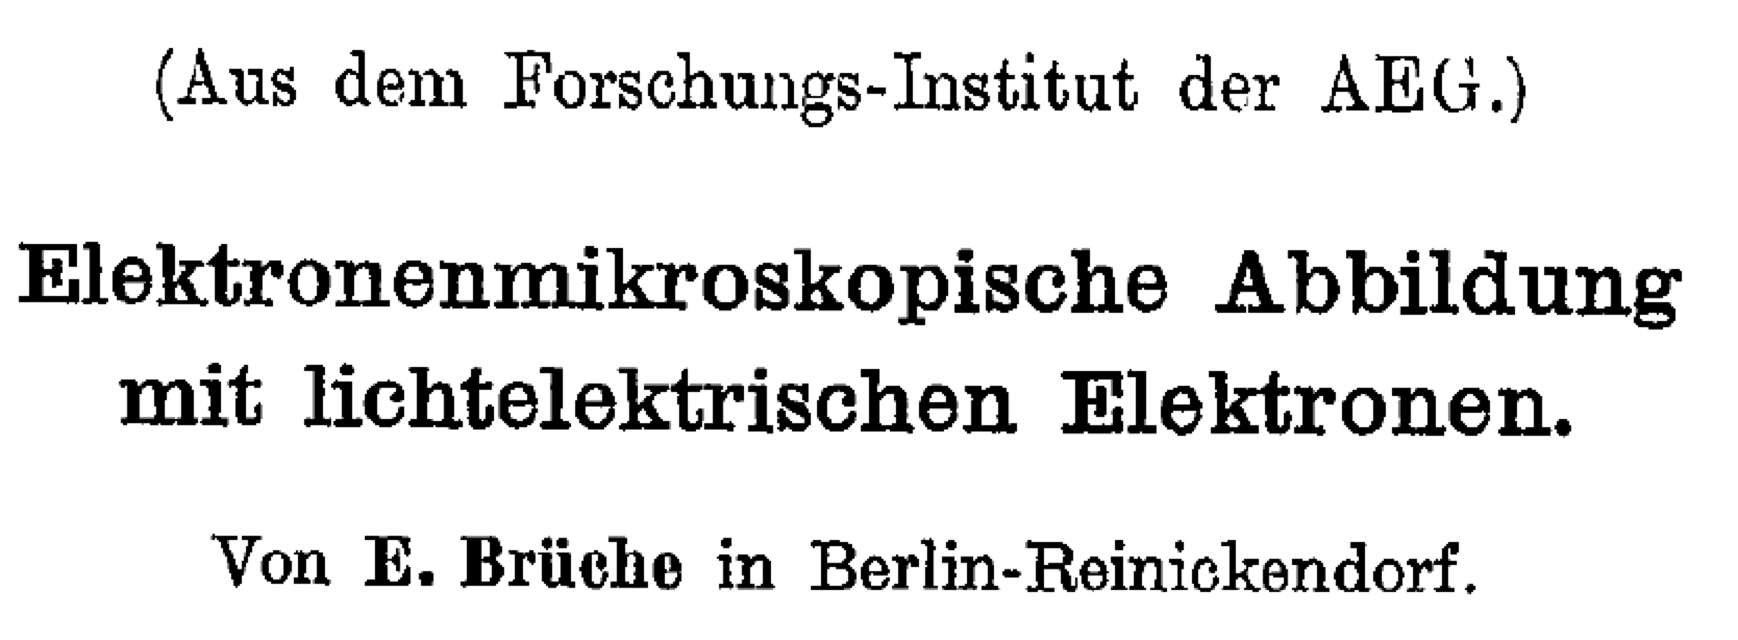 (Aus dem Forschungs-Institut der AEG.)
Elektronenmikroskopische Abbildung
mit lichtelektrischen Elektronen.
Von E. Brüche in Berlin-Reinickendorf.